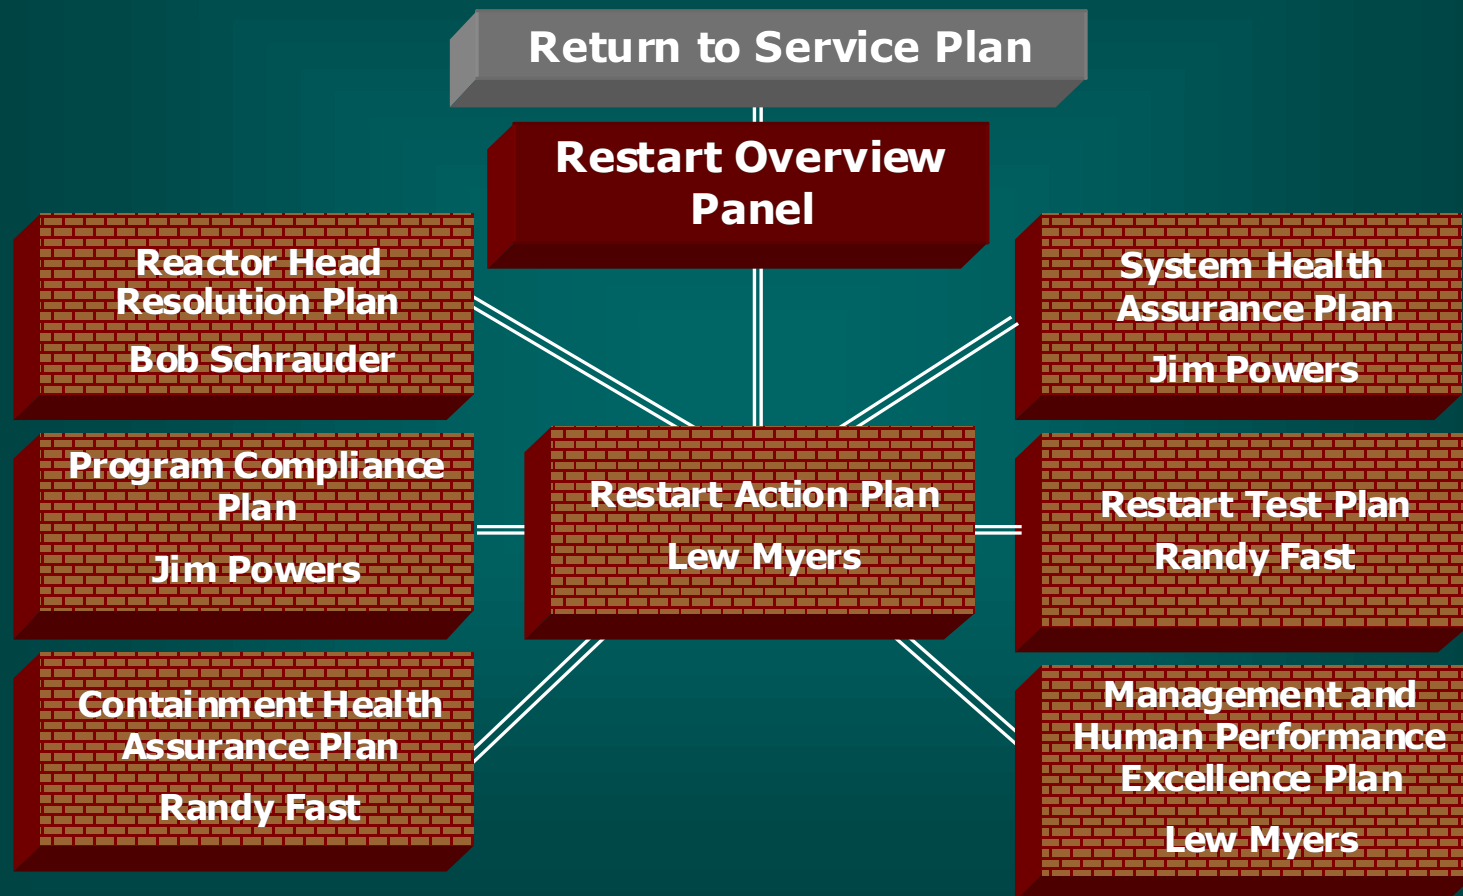 Return to Service Plan
Restart Overview
Panel
Reactor Head
Resolution Plan
Bob Schrauder
System Health
Assurance Plan
Jim Powers
Program Compliance
Plan
Jim Powers
Restart Action Plan
Lew Myers
Restart Test Plan
Randy Fast
Containment Health
Assurance Plan
Randy Fast
Management and
Human Performance
Excellence Plan
Lew Myers